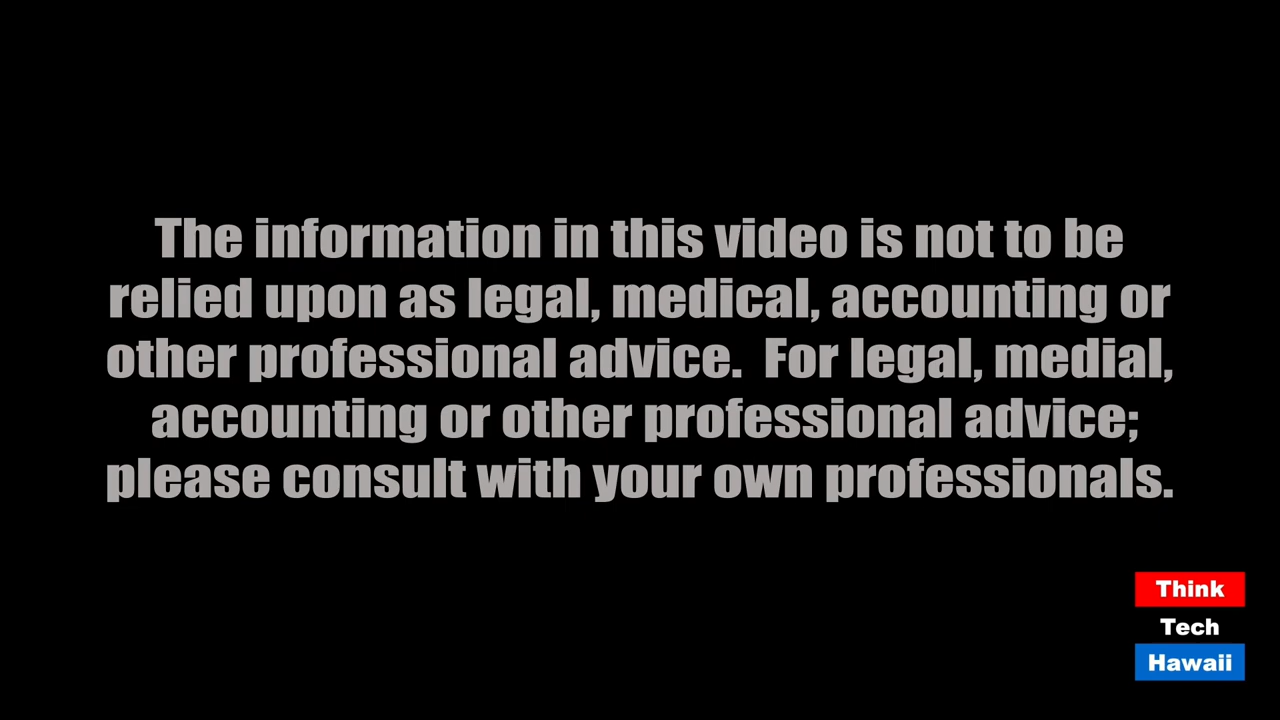 The information in this video is not to be
relied upon as legal, medical, accounting or
other professional advice.  For legal, medial,
accounting or other professional advice;
please consult with your own professionals.
Think
Tech
Hawaii